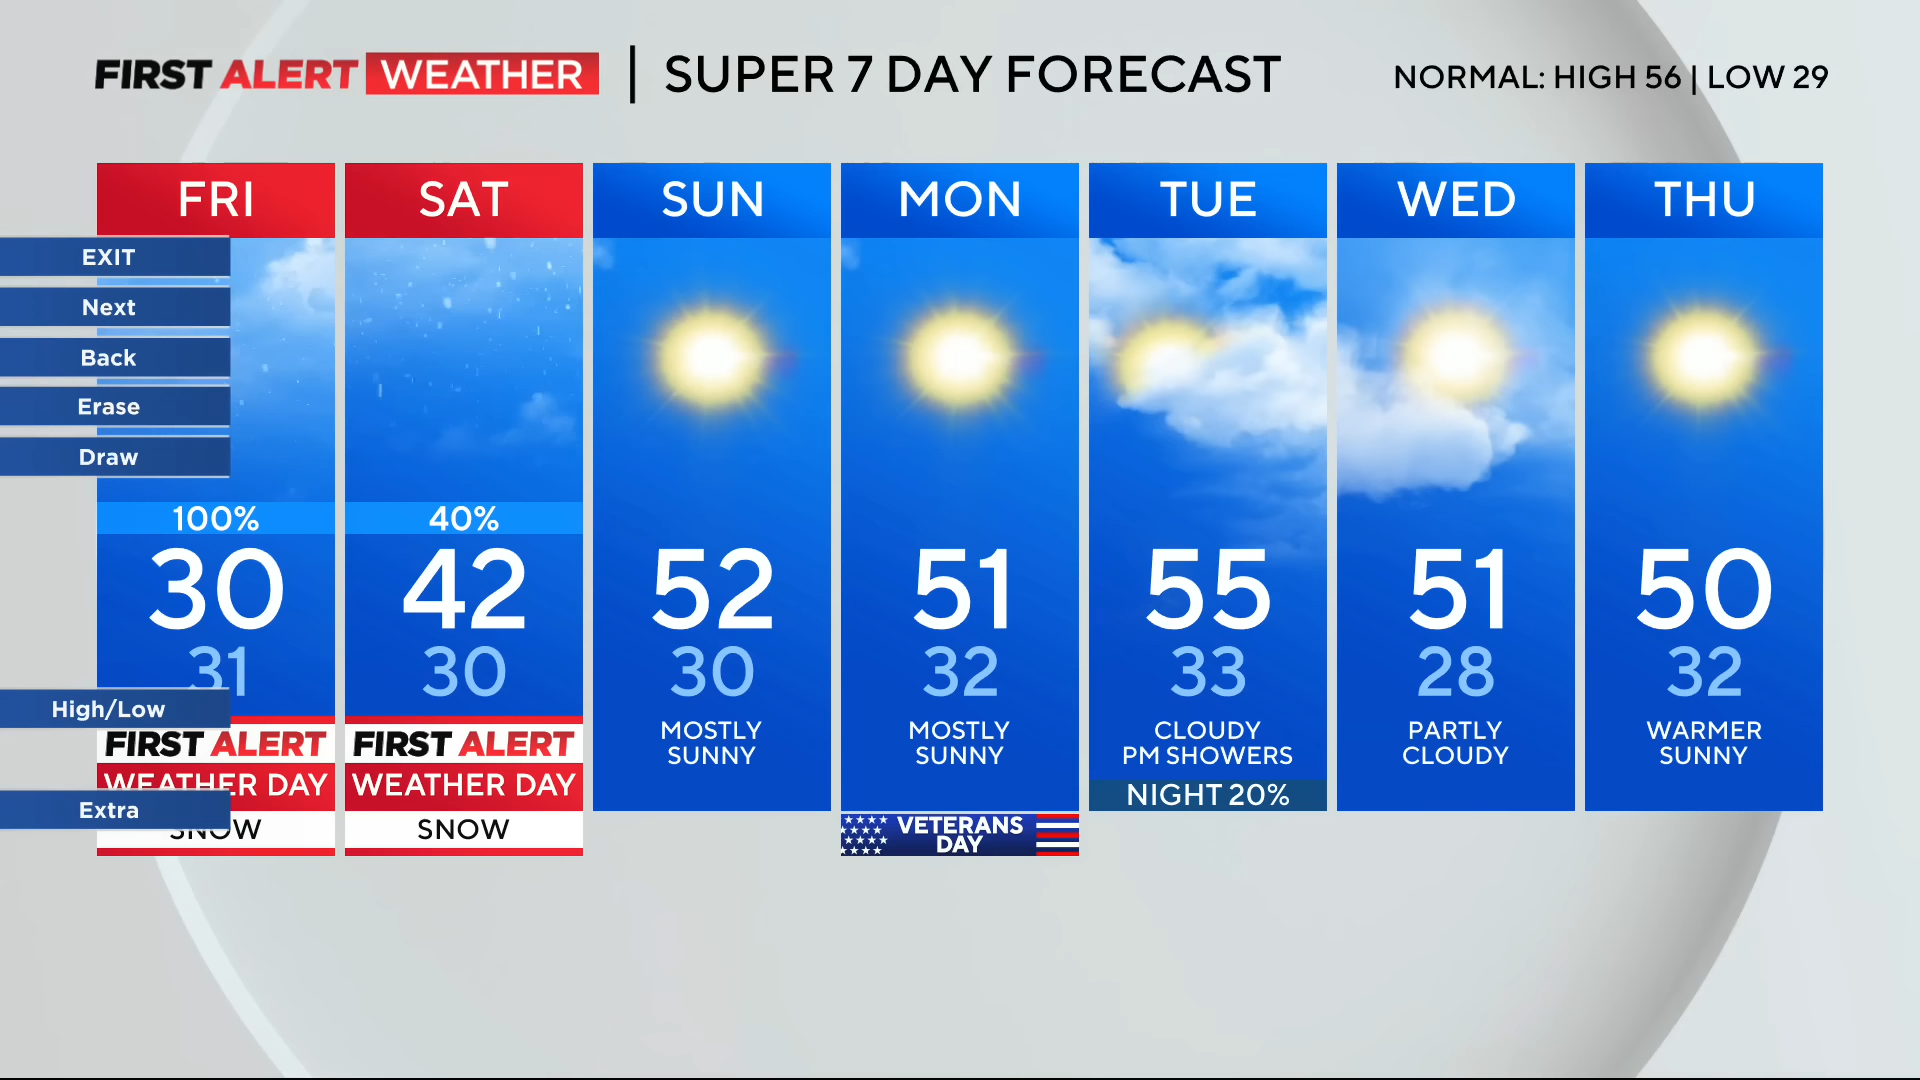 FIRST ALERT WEATHER | SUPER 7 DAY FORECAST
NORMAL: HIGH 56 | LOW 29
FRI
SAT
SUN
MON
TUE
WED
THU
EXIT
Next
Back
Erase
Draw
High/Low
Extra
100%
30
31
FIRST ALERT
WEATHER DAY
SNOW
40%
42
30
FIRST ALERT
WEATHER DAY
SNOW
52
30
MOSTLY
SUNNY
51
32
MOSTLY
SUNNY
VETERANS
DAY
55
33
CLOUDY
PM SHOWERS
NIGHT 20%
51
28
PARTLY
CLOUDY
50
32
WARMER
SUNNY